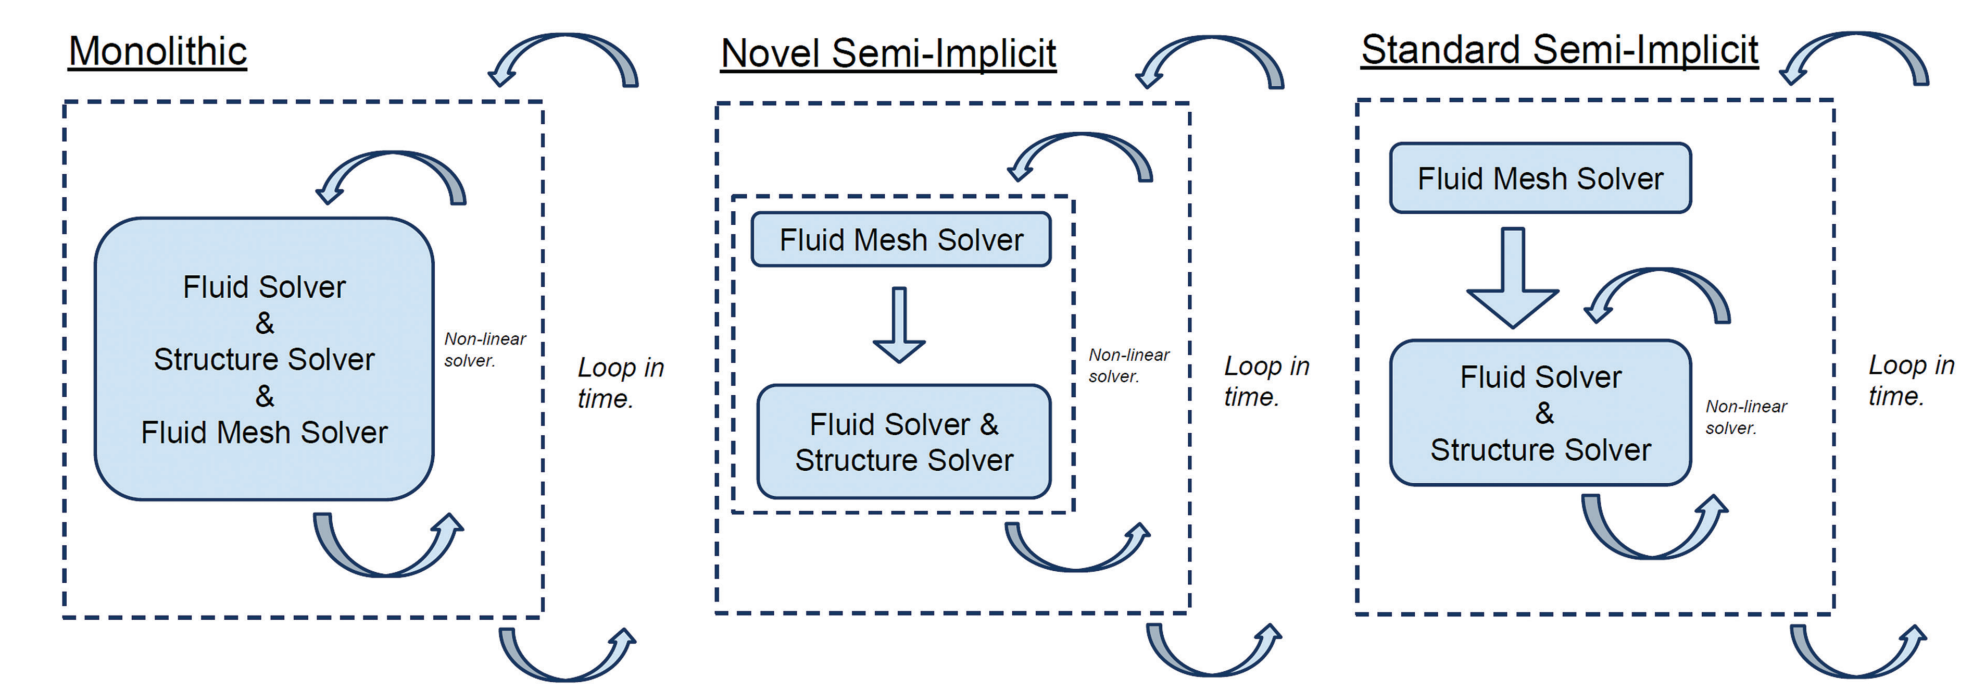 Monolithic
Fluid Solver
&
Structure Solver
&
Fluid Mesh Solver
Non-linear
solver.
Loop in
time.
Novel Semi-Implicit
Fluid Mesh Solver
Fluid Solver &
Structure Solver
Non-linear
solver.
Loop in
time.
Standard Semi-Implicit
Fluid Mesh Solver
Fluid Solver
&
Structure Solver
Non-linear
solver.
Loop in
time.